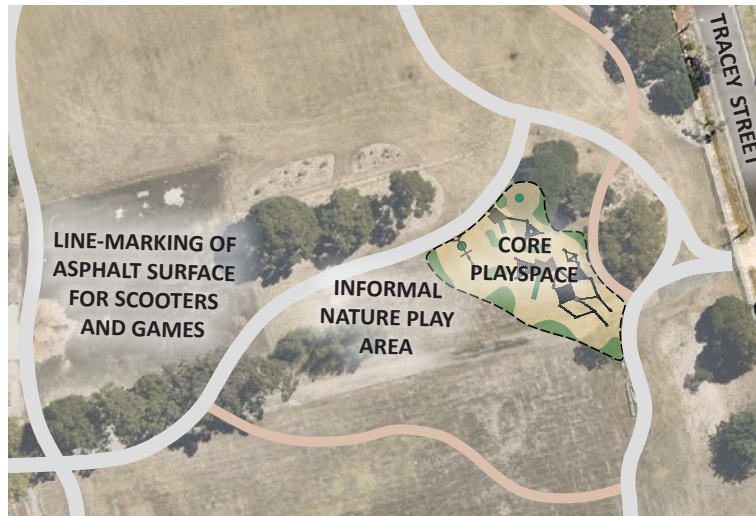 TRACEY STREET
LINE-MARKING OF
ASPHALT SURFACE
FOR SCOOTERS
AND GAMES
INFORMAL
NATURE PLAY
AREA
CORE
PLAYSPACE